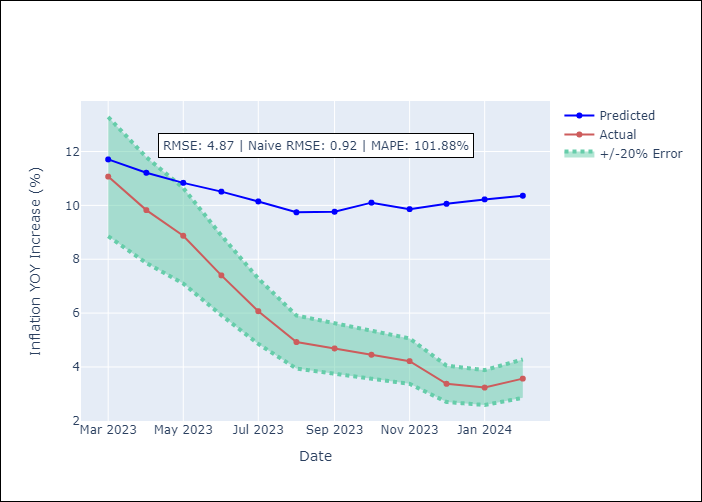 RMSE: 4.87 | Naive RMSE: 0.92 | MAPE: 101.88%
Predicted
Actual
+/-20% Error
Inflation YOY Increase (%)
12
10
8
6
4
2
Mar 2023
May 2023
Jul 2023
Sep 2023
Nov 2023
Jan 2024
Date